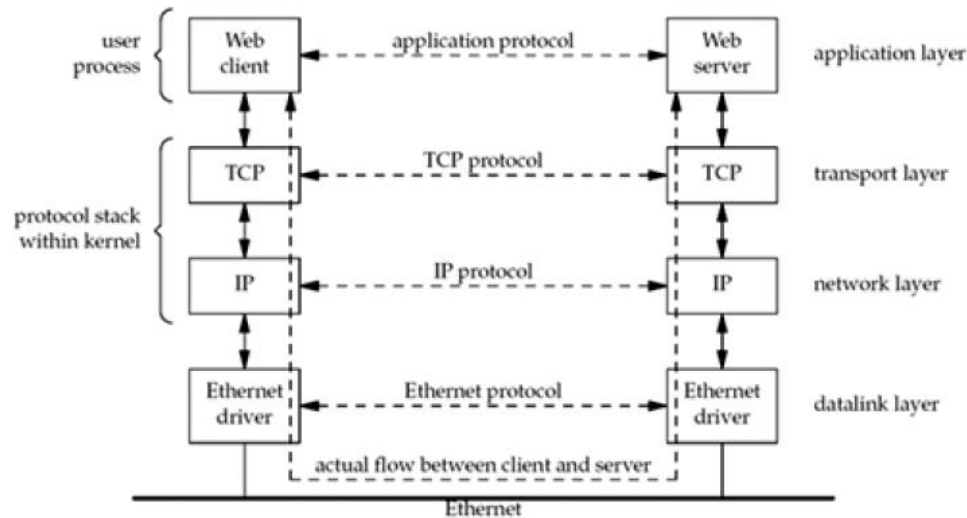 user
process
Web
client
application protocol
Web
server
application layer
protocol stack
within kernel
TCP
TCP protocol
TCP
transport layer
IP
IP protocol
IP
network layer
Ethernet
driver
Ethernet protocol
Ethernet
driver
datalink layer
actual flow between client and server
Ethernet